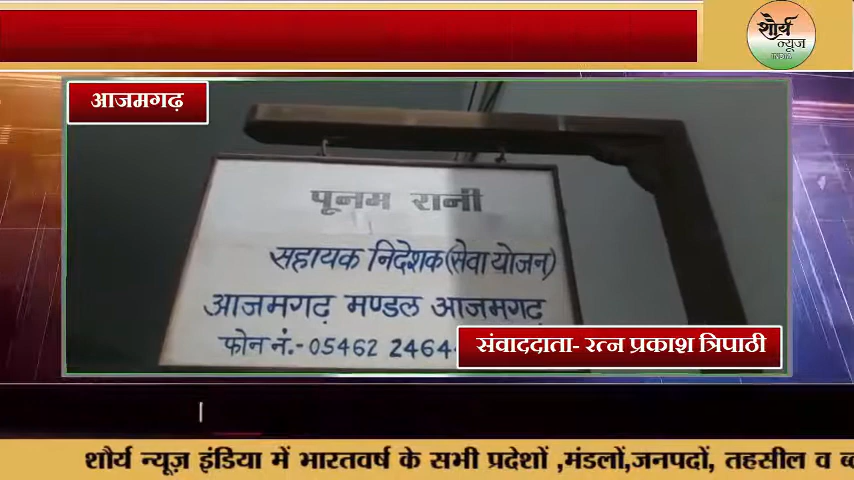 शौर्य
न्यूज
INDIA
आजमगढ़
पूनम रानी
सहायक निदेशक(सेवा योजन)
आजमगढ़ मण्डल आजमगढ़
फोन नं.-05462 2464
संवाददाता- रत्न प्रकाश त्रिपाठी
शौर्य न्यूज़ इंडिया में भारतवर्ष के सभी प्रदेशों ,मंडलों,जनपदों, तहसील व